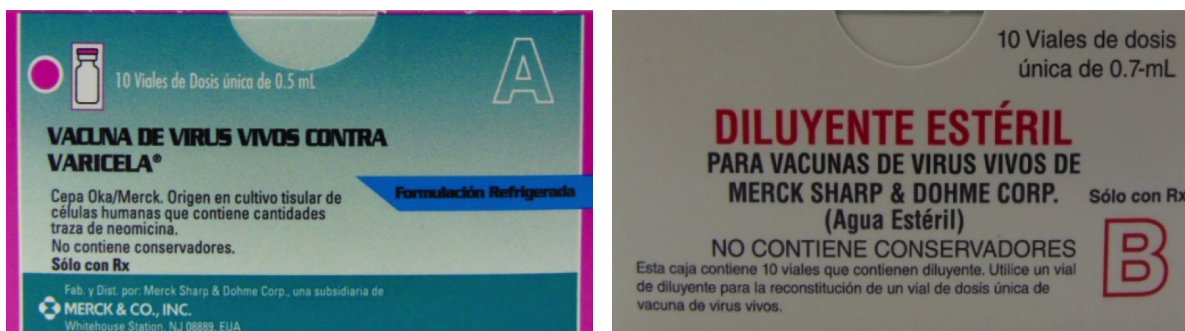 10 Viales de Dosis única de 0.5 mL
A
VACUNA DE VIRUS VIVOS CONTRA
VARICELA®
Cepa Oka/Merck. Origen en cultivo tisular de
células humanas que contiene cantidades
traza de neomicina.
No contiene conservadores.
Sólo con Rx
Formulación Refrigerada
Fab. y Dist. por: Merck Sharp & Dohme Corp., una subsidiaria de
MERCK & CO., INC.
Whitehouse Station, NJ 08889, EUA
10 Viales de dosis
única de 0.7-mL
DILUYENTE ESTÉRIL
PARA VACUNAS DE VIRUS VIVOS DE
MERCK SHARP & DOHME CORP.
(Agua Estéril)
Sólo con Rx
NO CONTIENE CONSERVADORES
B
Esta caja contiene 10 viales que contienen diluyente. Utilice un vial
de diluyente para la reconstitución de un vial de dosis única de
vacuna de virus vivos.